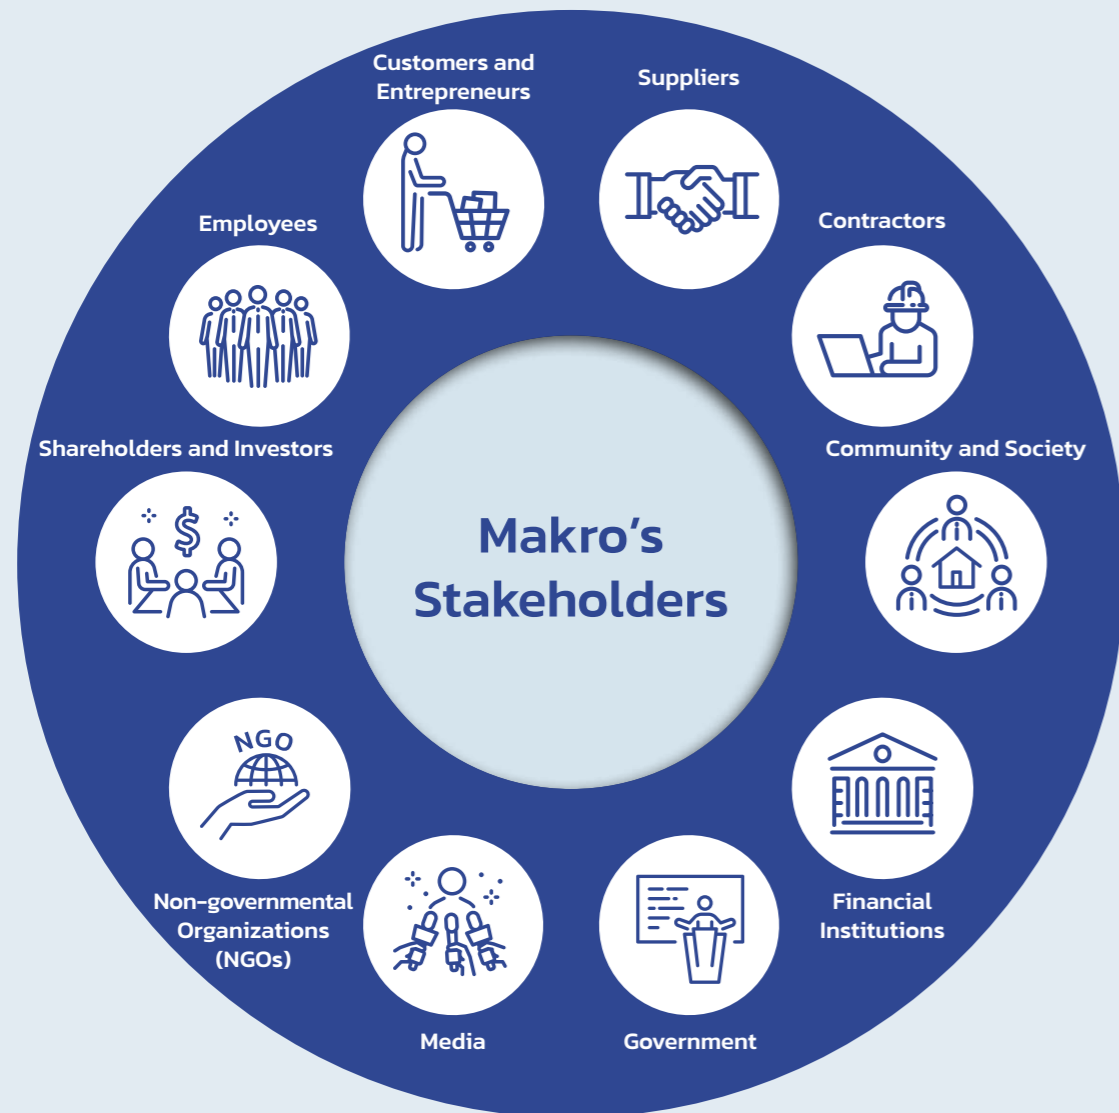 Customers and
Entrepreneurs
Suppliers
Employees
Contractors
Shareholders and Investors
Community and Society
Makro’s
Stakeholders
NGO
Non-governmental
Organizations
(NGOs)
Financial
Institutions
Media
Government